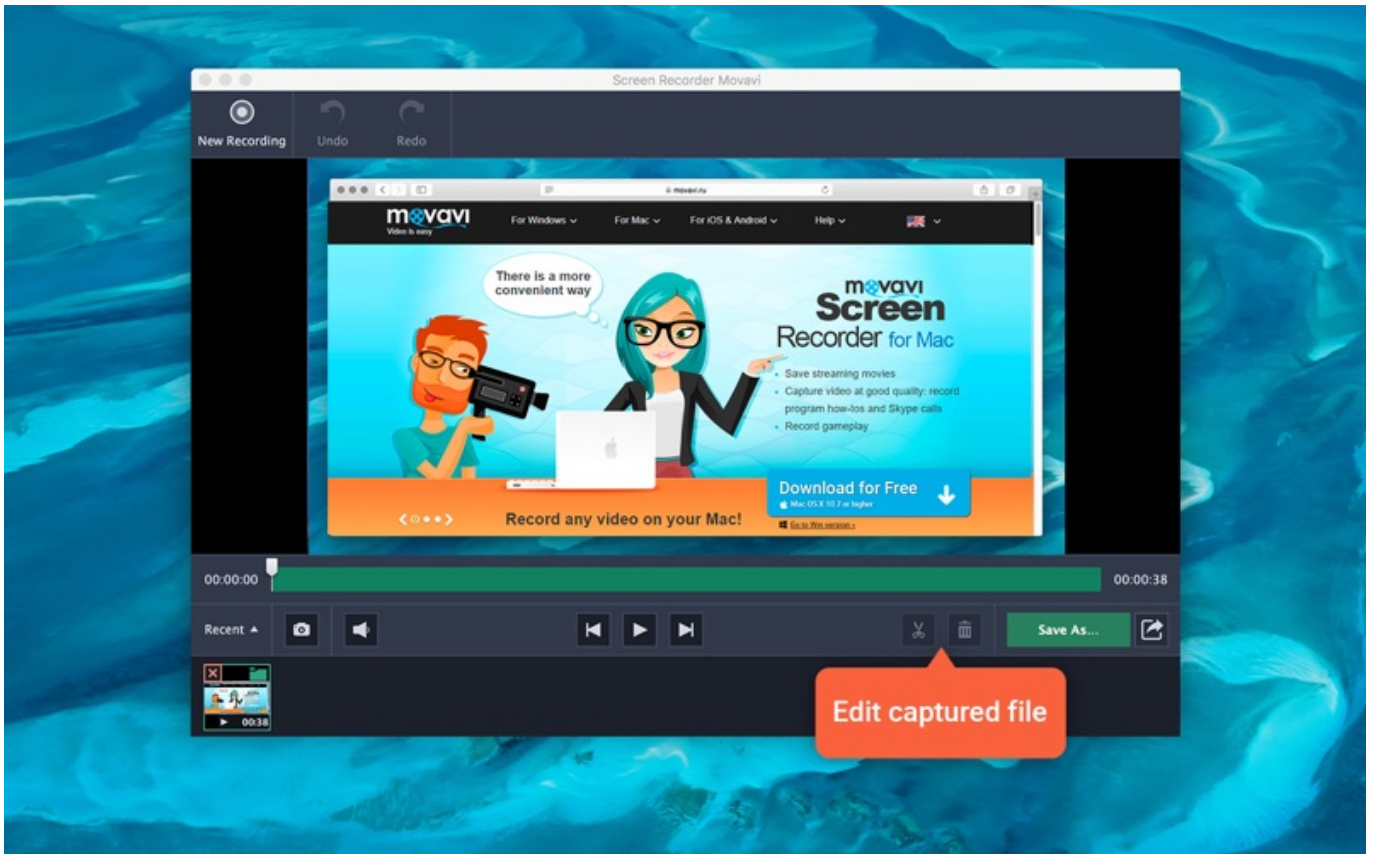 Screen Recorder Movavi
New Recording
Undo
Redo
movavi.ru
movavi
Video is easy
For Windows
For Mac
For iOS & Android
Help
There is a more
convenient way
movavi
Screen
Recorder for Mac
Save streaming movies
Capture video at good quality: record
program how-tos and Skype calls
Record gameplay
Download for Free
Mac OS X 10.7 or higher
Go to Win version »
Record any video on your Mac!
00:00:00
00:00:38
Recent
Save As...
00:38
Edit captured file